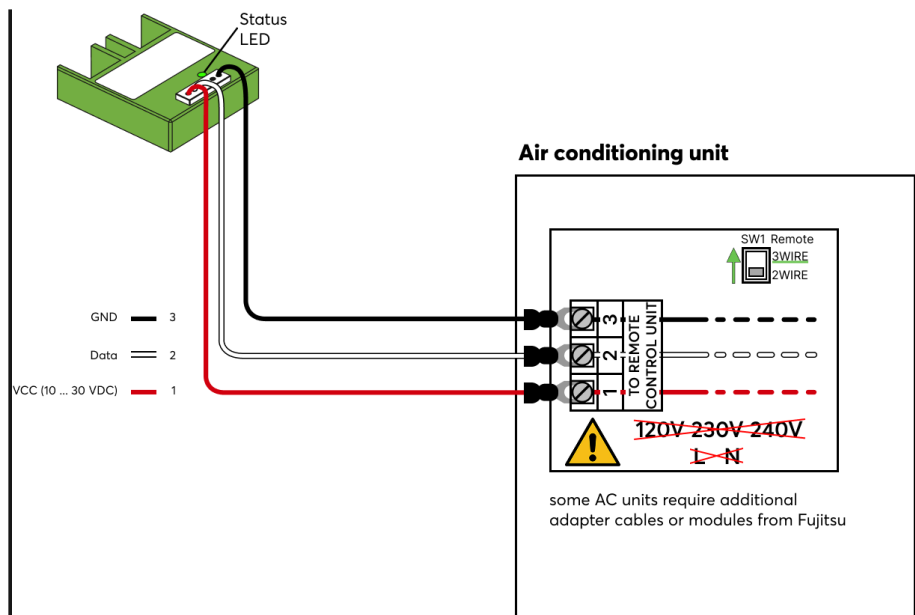 Status
LED
Air conditioning unit
SW1 Remote
3WIRE
2WIRE
GND 3
Data 2
VCC (10 ... 30 VDC) 1
3
2
1
TO REMOTE
CONTROL UNIT
120V 230V 240V
L N
some AC units require additional
adapter cables or modules from Fujitsu